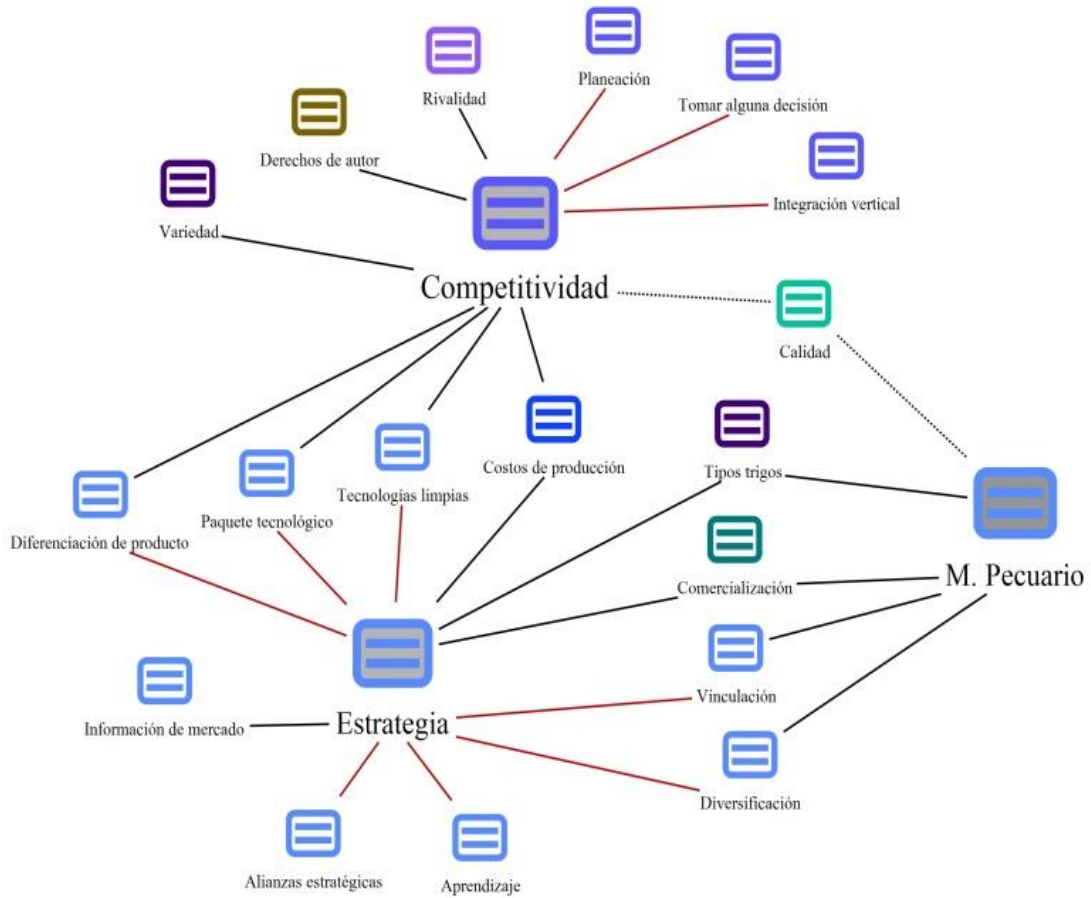 Planeación
Rivalidad
Tomar alguna decisión
Derechos de autor
Integración vertical
Variedad
Competitividad
Calidad
Costos de producción
Tipos trigos
Tecnologías limpias
Paquete tecnológico
Diferenciación de producto
M. Pecuario
Comercialización
Vinculación
Estrategia
Información de mercado
Diversificación
Alianzas estratégicas
Aprendizaje